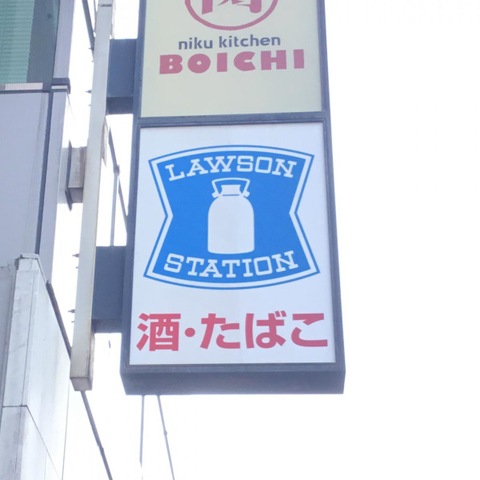 niku kitchen
BOICHI
LAWSON
STATION
酒・たばこ